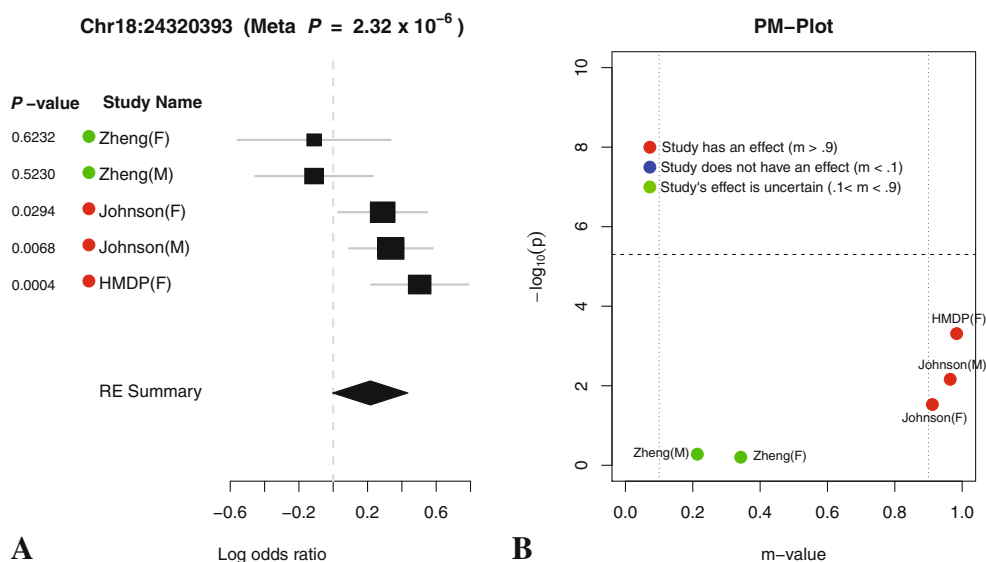 Chr18:24320393 (Meta P = 2.32 x 10⁻⁶ )
P −value Study Name
0.6232 Zheng(F)
0.5230 Zheng(M)
0.0294 Johnson(F)
0.0068 Johnson(M)
0.0004 HMDP(F)
RE Summary
−0.6 −0.2 0.2 0.6
Log odds ratio
A
PM−Plot
10
8
6
4
2
0
−log₁₀(p)
Study has an effect (m > .9)
Study does not have an effect (m < .1)
Study's effect is uncertain (.1< m < .9)
HMDP(F)
Johnson(M)
Johnson(F)
Zheng(M)
Zheng(F)
0.0 0.2 0.4 0.6 0.8 1.0
m−value
B